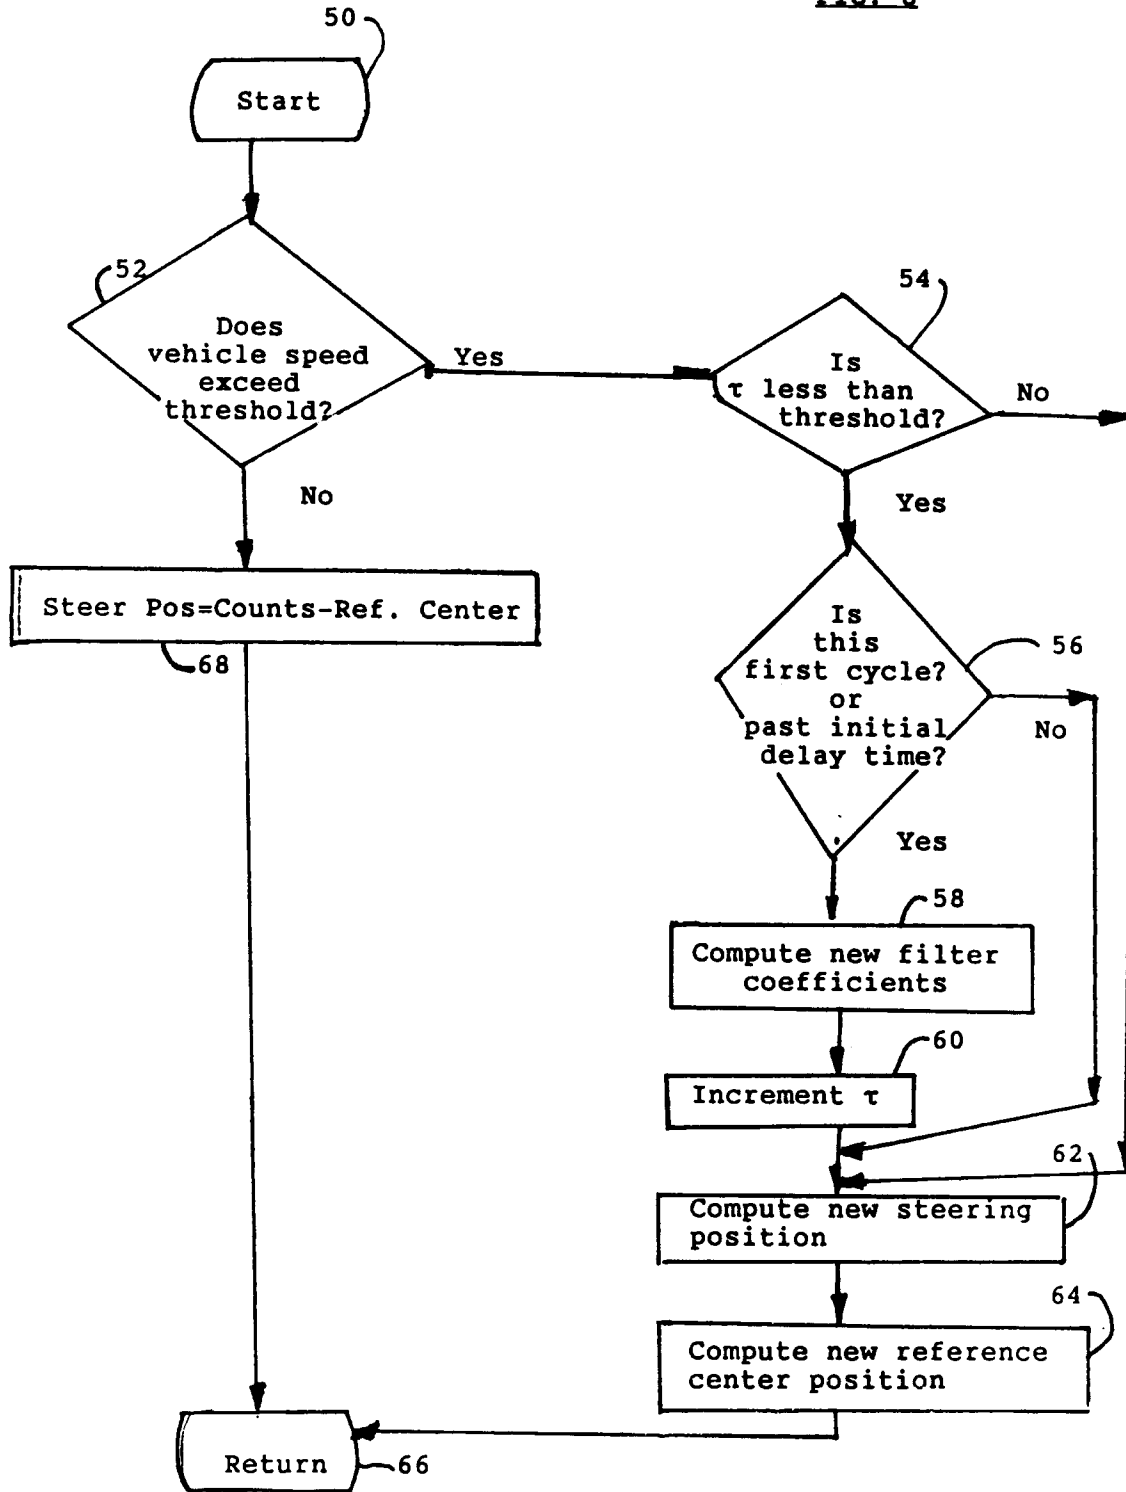 50
Start
52
Does
vehicle speed
exceed
threshold?
Yes
No
54
Is
τ less than
threshold?
No
Yes
Steer Pos=Counts-Ref. Center
68
Is
this
first cycle?
or
past initial
delay time?
56
No
Yes
58
Compute new filter
coefficients
60
Increment τ
62
Compute new steering
position
64
Compute new reference
center position
Return
66